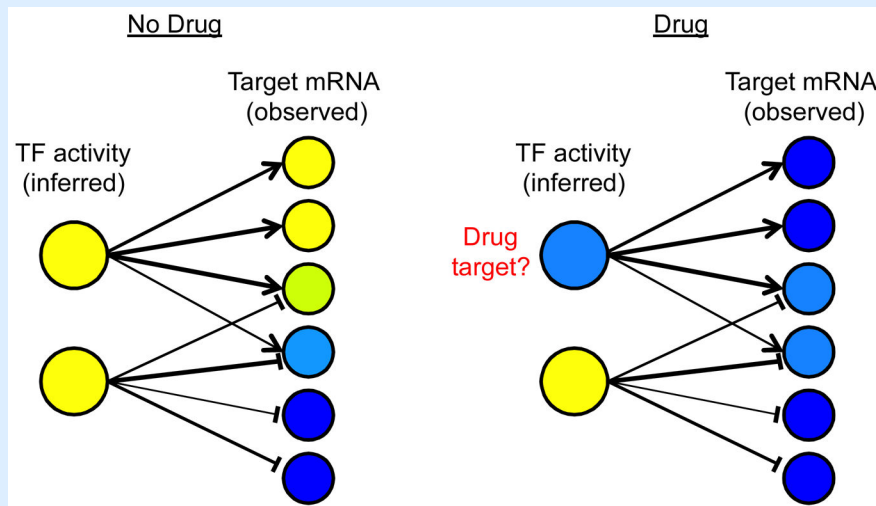 No Drug
Target mRNA
(observed)
TF activity
(inferred)
Drug
Target mRNA
(observed)
TF activity
(inferred)
Drug
target?